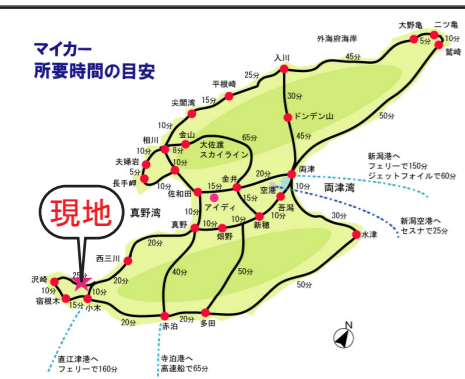 マイカー
所要時間の目安
外海府海岸
大野亀
二ツ亀
5分
10分
鷲崎
入川
45分
25分
平根崎
15分
尖閣湾
10分
30分
ドンデン山
50分
相川
金山
8分
大佐渡
スカイライン
65分
45分
10分
夫婦岩
5分
長手岬
10分
10分
佐和田
15分
金井
20分
両津
新潟港へ
フェリーで150分
ジェットフォイルで60分
アイディ
15分
空港
10分
両津湾
吾潟
真野湾
現地
10分
真野
10分
畑野
10分
新穂
10分
30分
水津
新潟空港へ
セスナで25分
西三川
20分
20分
40分
50分
50分
沢崎
25分
10分
宿根木
15分
10分
小木
20分
赤泊
20分
多田
直江津港へ
フェリーで160分
寺泊港へ
高速船で65分
N